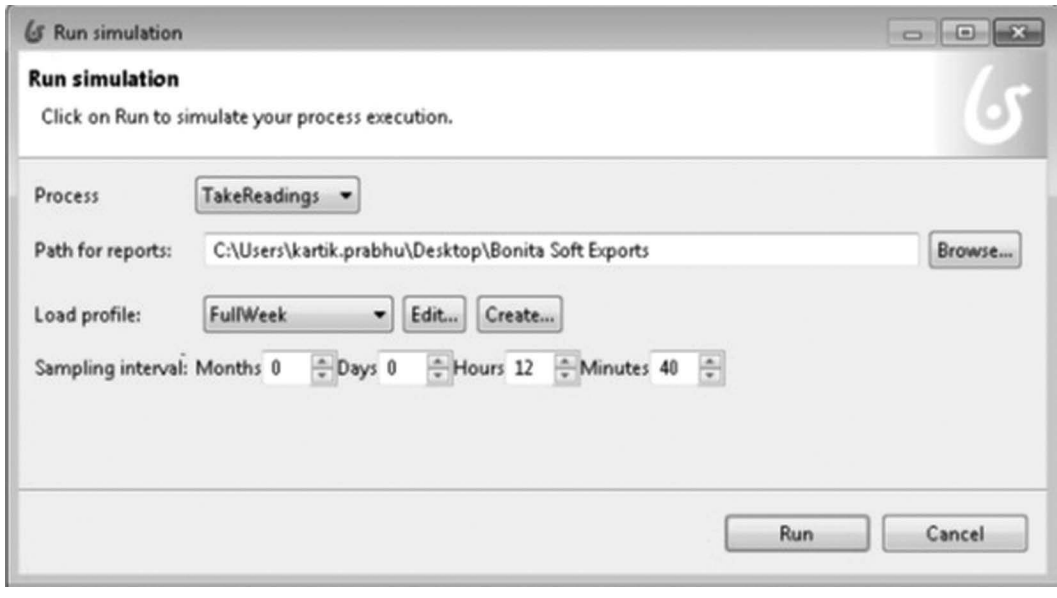 Run simulation
Run simulation
Click on Run to simulate your process execution.
Process TakeReadings
Path for reports: C:\Users\kartik.prabhu\Desktop\Bonita Soft Exports Browse...
Load profile: FullWeek Edit... Create...
Sampling interval: Months 0 Days 0 Hours 12 Minutes 40
Run Cancel